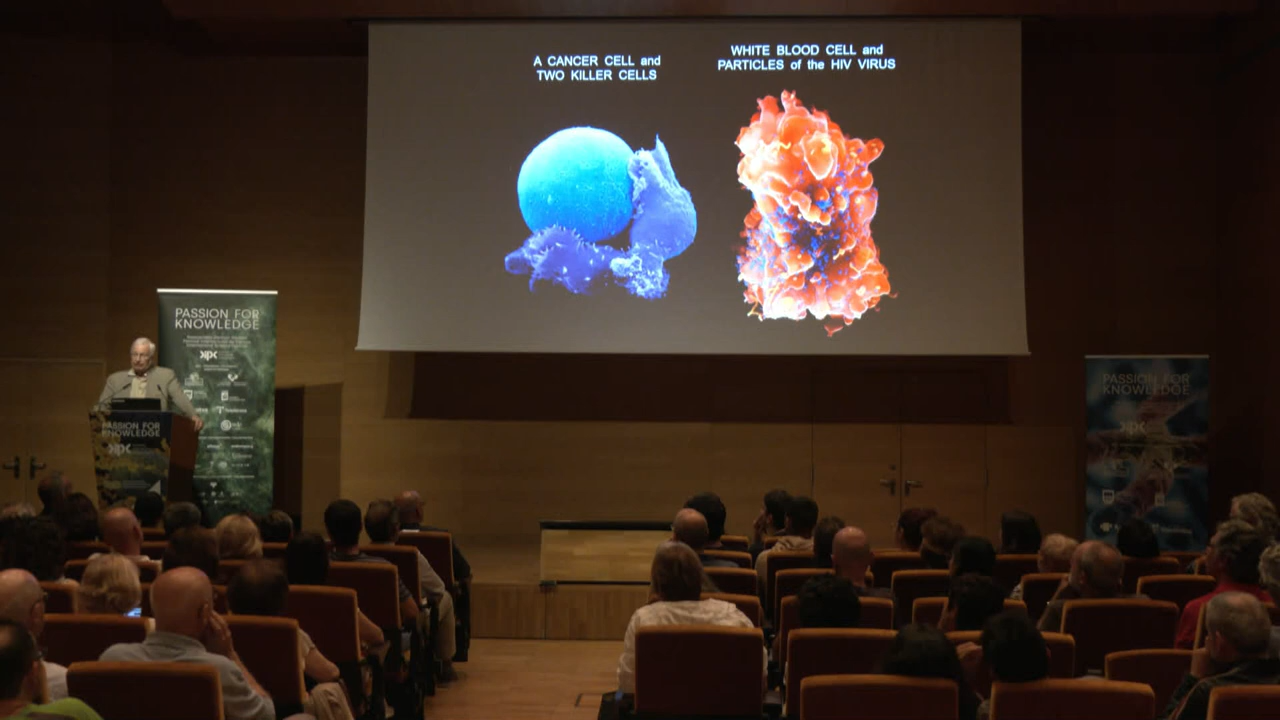 A CANCER CELL and
TWO KILLER CELLS
WHITE BLOOD CELL and
PARTICLES of the HIV VIRUS
PASSION FOR
KNOWLEDGE
PASSION FOR
KNOWLEDGE
PASSION FOR
KNOWLEDGE